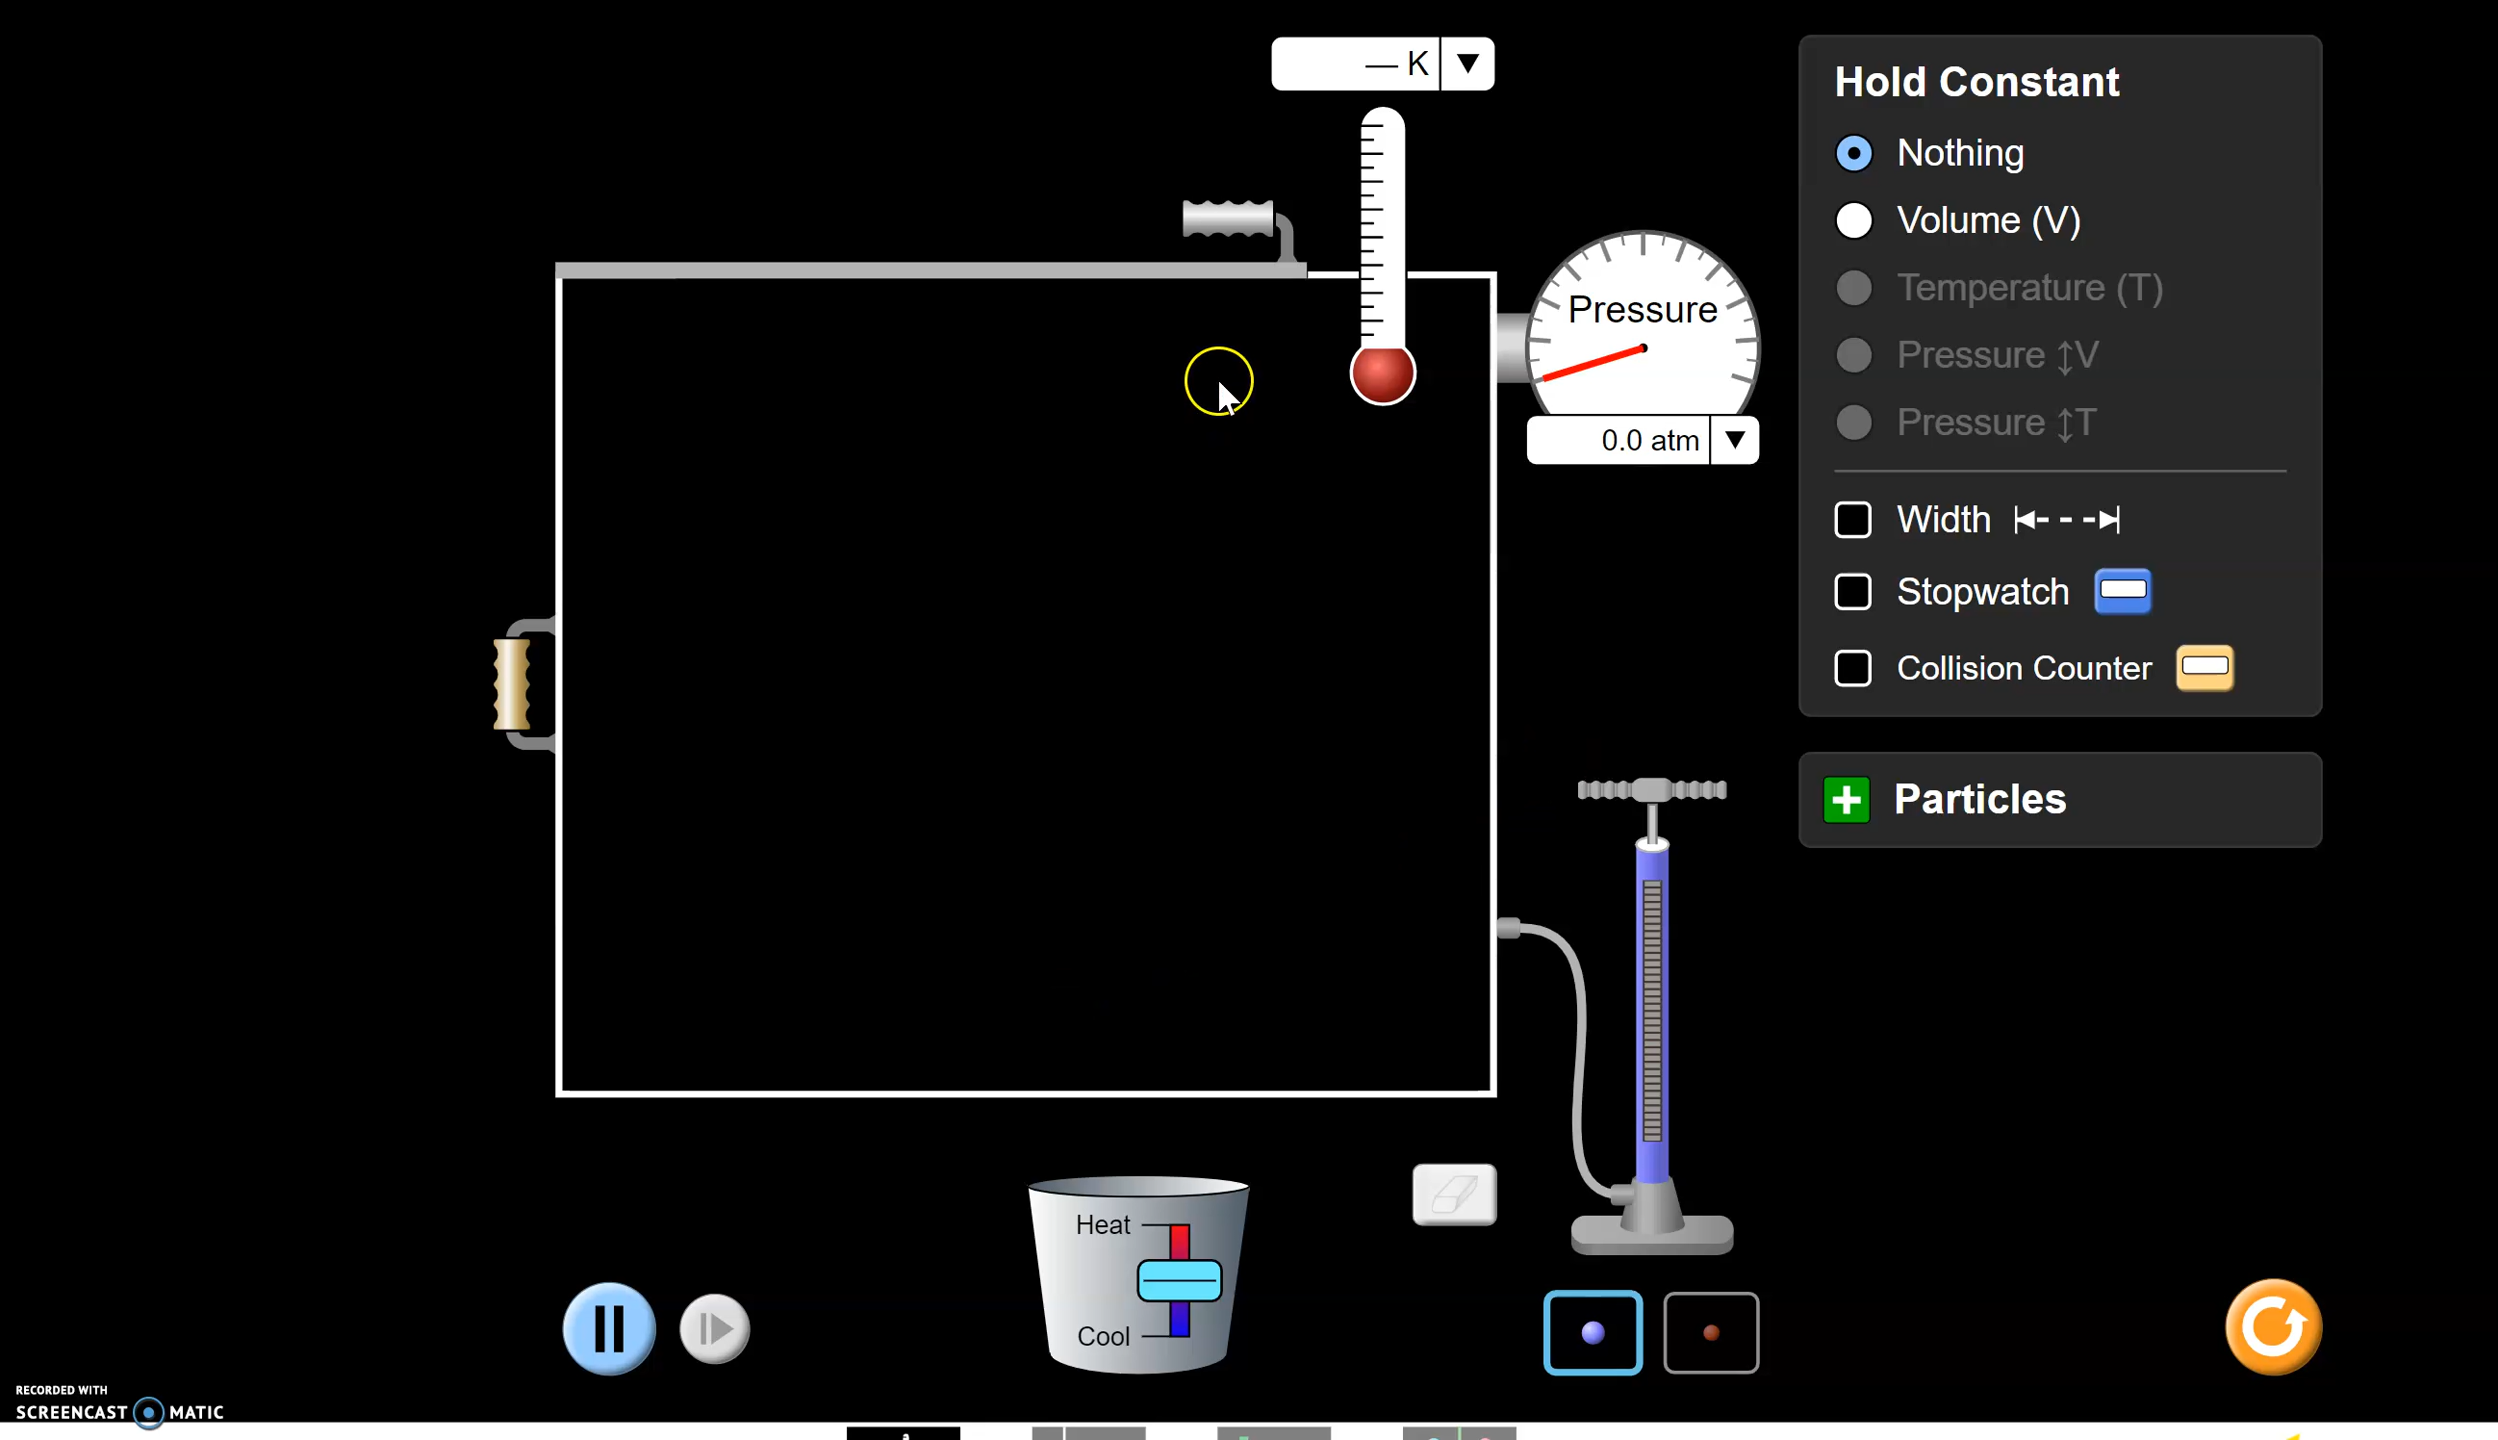 — K
Hold Constant
Nothing
Volume (V)
Temperature (T)
Pressure ↕V
Pressure ↕T
Pressure
0.0 atm
Width
Stopwatch
Collision Counter
Particles
Heat
Cool
RECORDED WITH
SCREENCAST MATIC